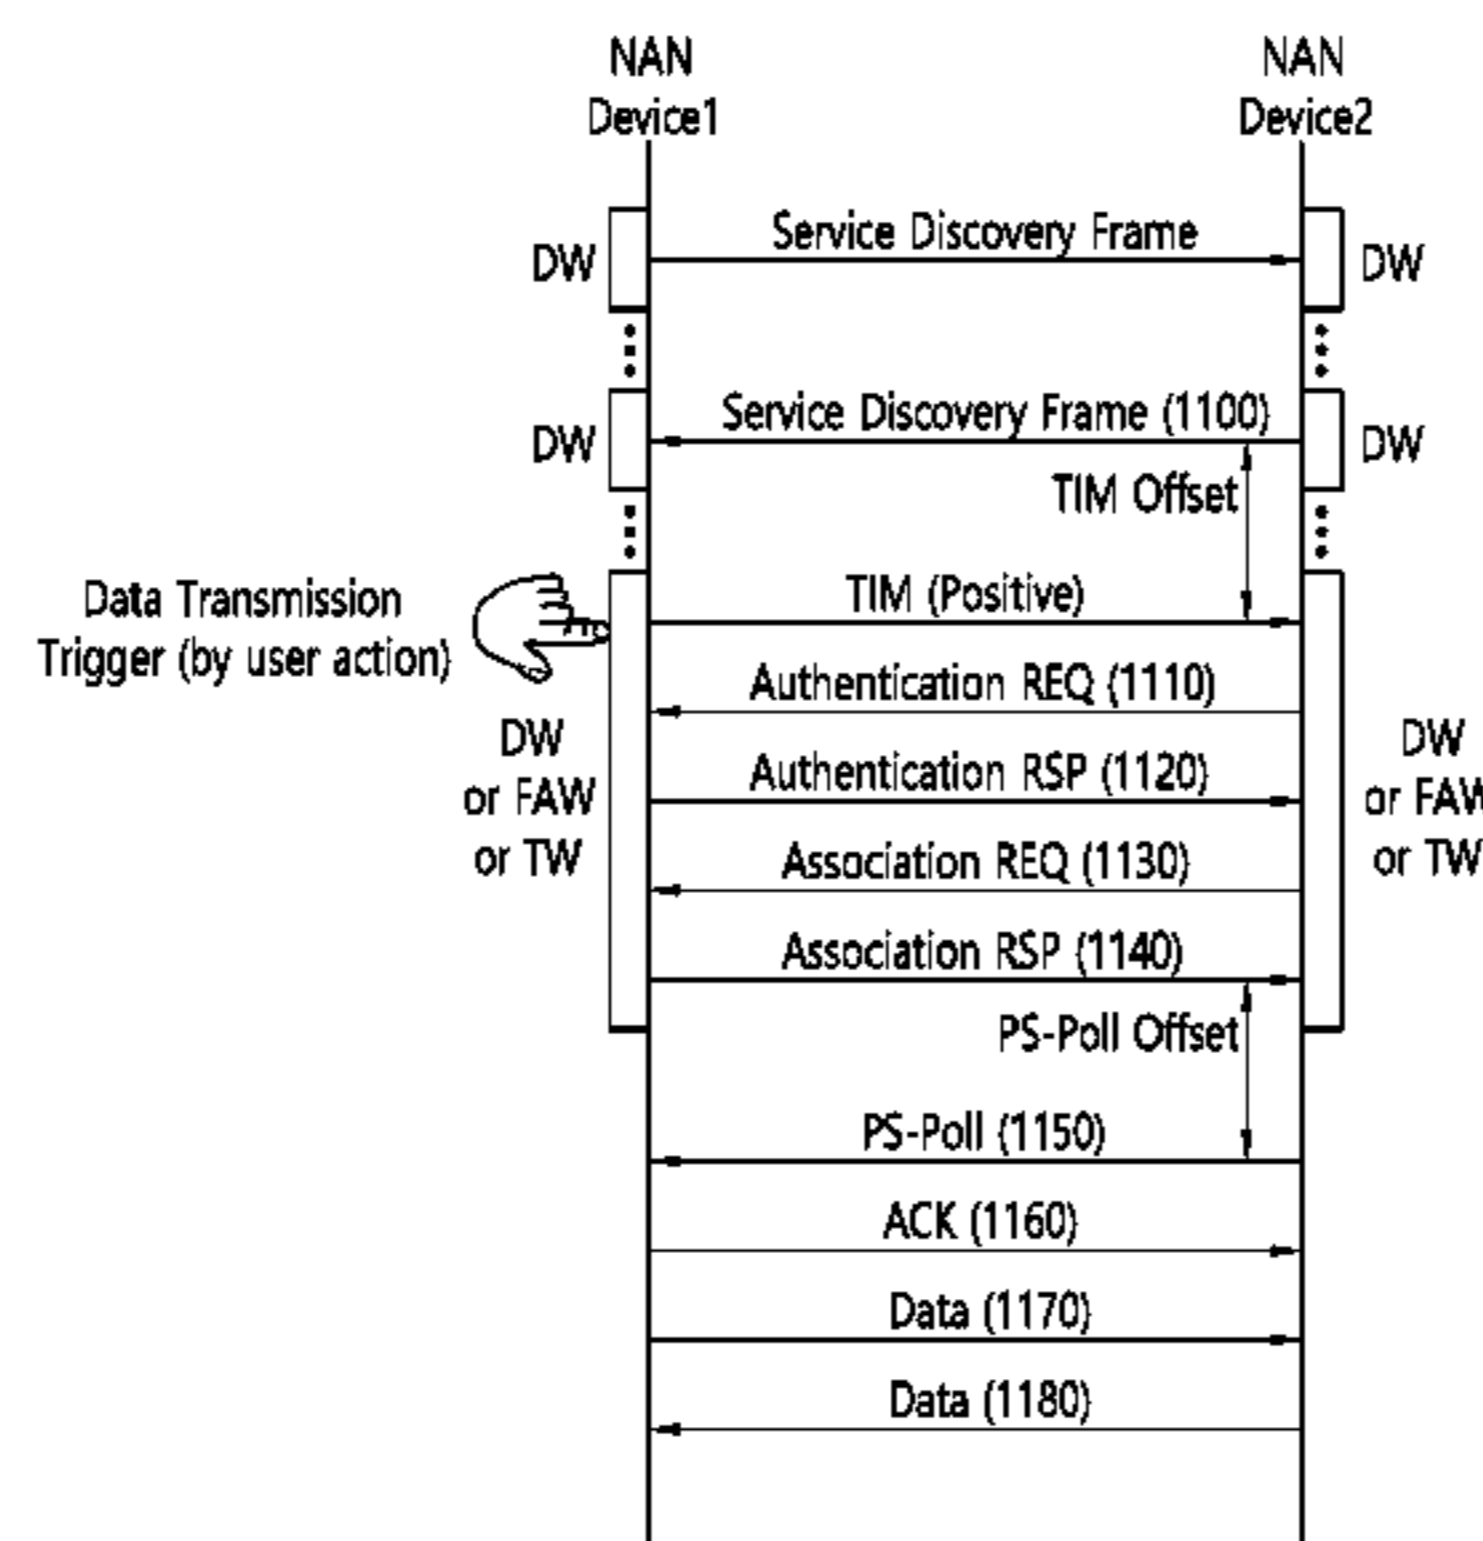 NAN
Device1
NAN
Device2
Service Discovery Frame
DW
DW
Service Discovery Frame (1100)
DW
DW
TIM Offset
Data Transmission
Trigger (by user action)
TIM (Positive)
Authentication REQ (1110)
DW
or FAW
or TW
DW
or FAW
or TW
Authentication RSP (1120)
Association REQ (1130)
Association RSP (1140)
PS-Poll Offset
PS-Poll (1150)
ACK (1160)
Data (1170)
Data (1180)